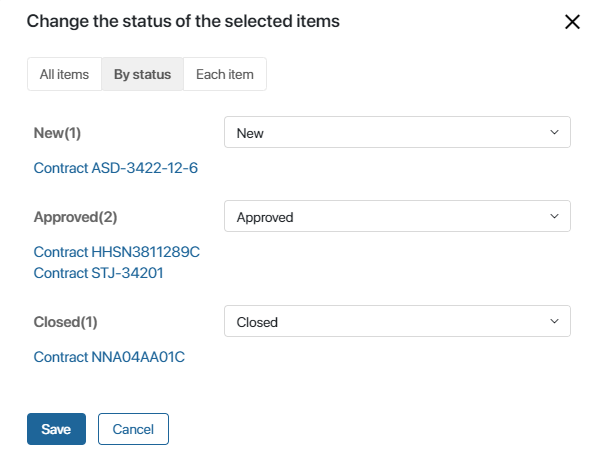 Change the status of the selected items
All items By status Each item
New(1) New
Contract ASD-3422-12-6
Approved(2) Approved
Contract HHSN3811289C
Contract STJ-34201
Closed(1) Closed
Contract NNA04AA01C
Save Cancel